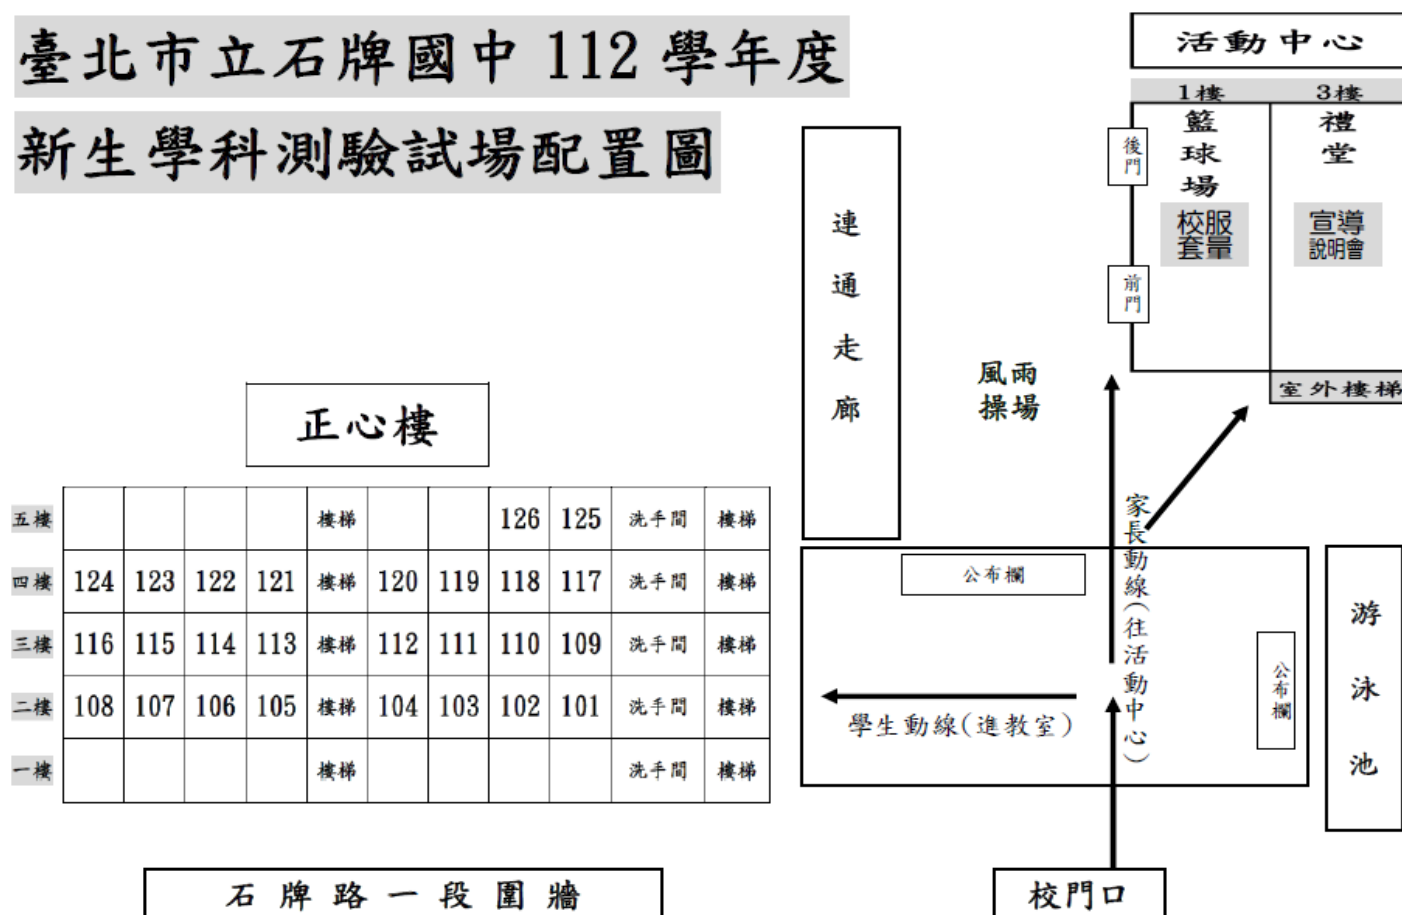 臺北市立石牌國中 112 學年度
新生學科測驗試場配置圖
活動中心
1樓 3樓
籃球場
校服
套量
禮堂
宣導
說明會
後門
前門
室外樓梯
連通走廊
風雨
操場
正心樓
五樓 樓梯 126 125 洗手間 樓梯
四樓 124 123 122 121 樓梯 120 119 118 117 洗手間 樓梯
三樓 116 115 114 113 樓梯 112 111 110 109 洗手間 樓梯
二樓 108 107 106 105 樓梯 104 103 102 101 洗手間 樓梯
一樓 樓梯 洗手間 樓梯
公布欄
家長動線(往活動中心)
學生動線(進教室)
公布欄
游泳池
石牌路一段圍牆
校門口